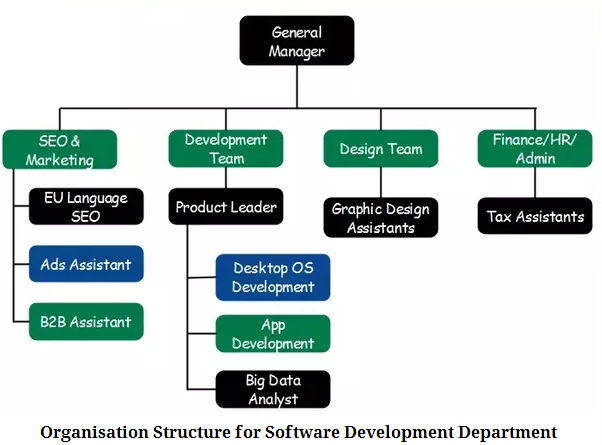 General
Manager
SEO &
Marketing
Development
Team
Design Team
Finance/HR/
Admin
EU Language
SEO
Product Leader
Graphic Design
Assistants
Tax Assistants
Ads Assistant
Desktop OS
Development
B2B Assistant
App
Development
Big Data
Analyst
Organisation Structure for Software Development Department